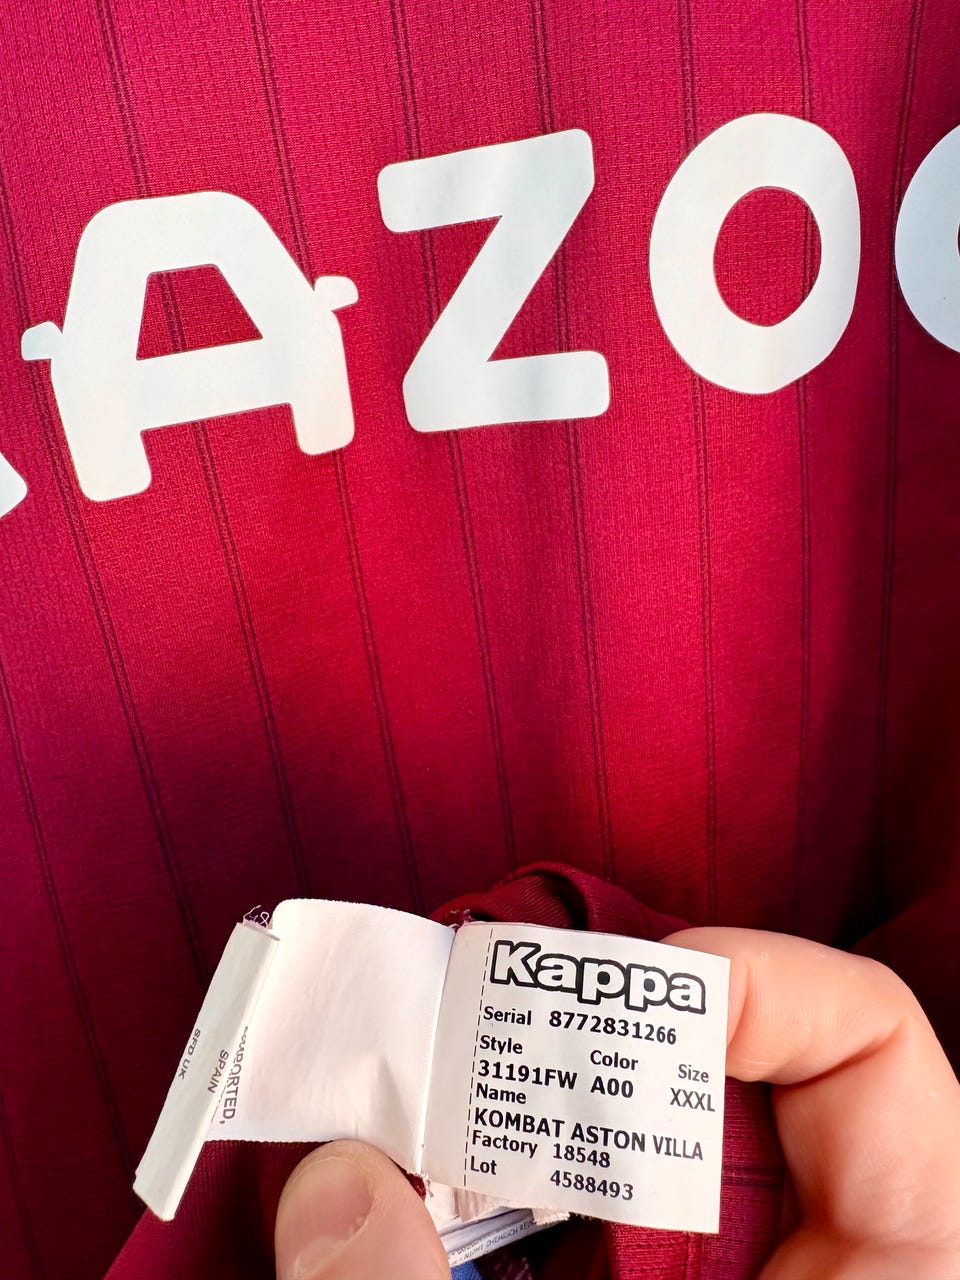 AZOO
Kappa
Serial 8772831266
Style Color Size
31191FW A00 XXXL
Name
KOMBAT ASTON VILLA
Factory 18548
Lot 4588493
SFD UK
SPAIN